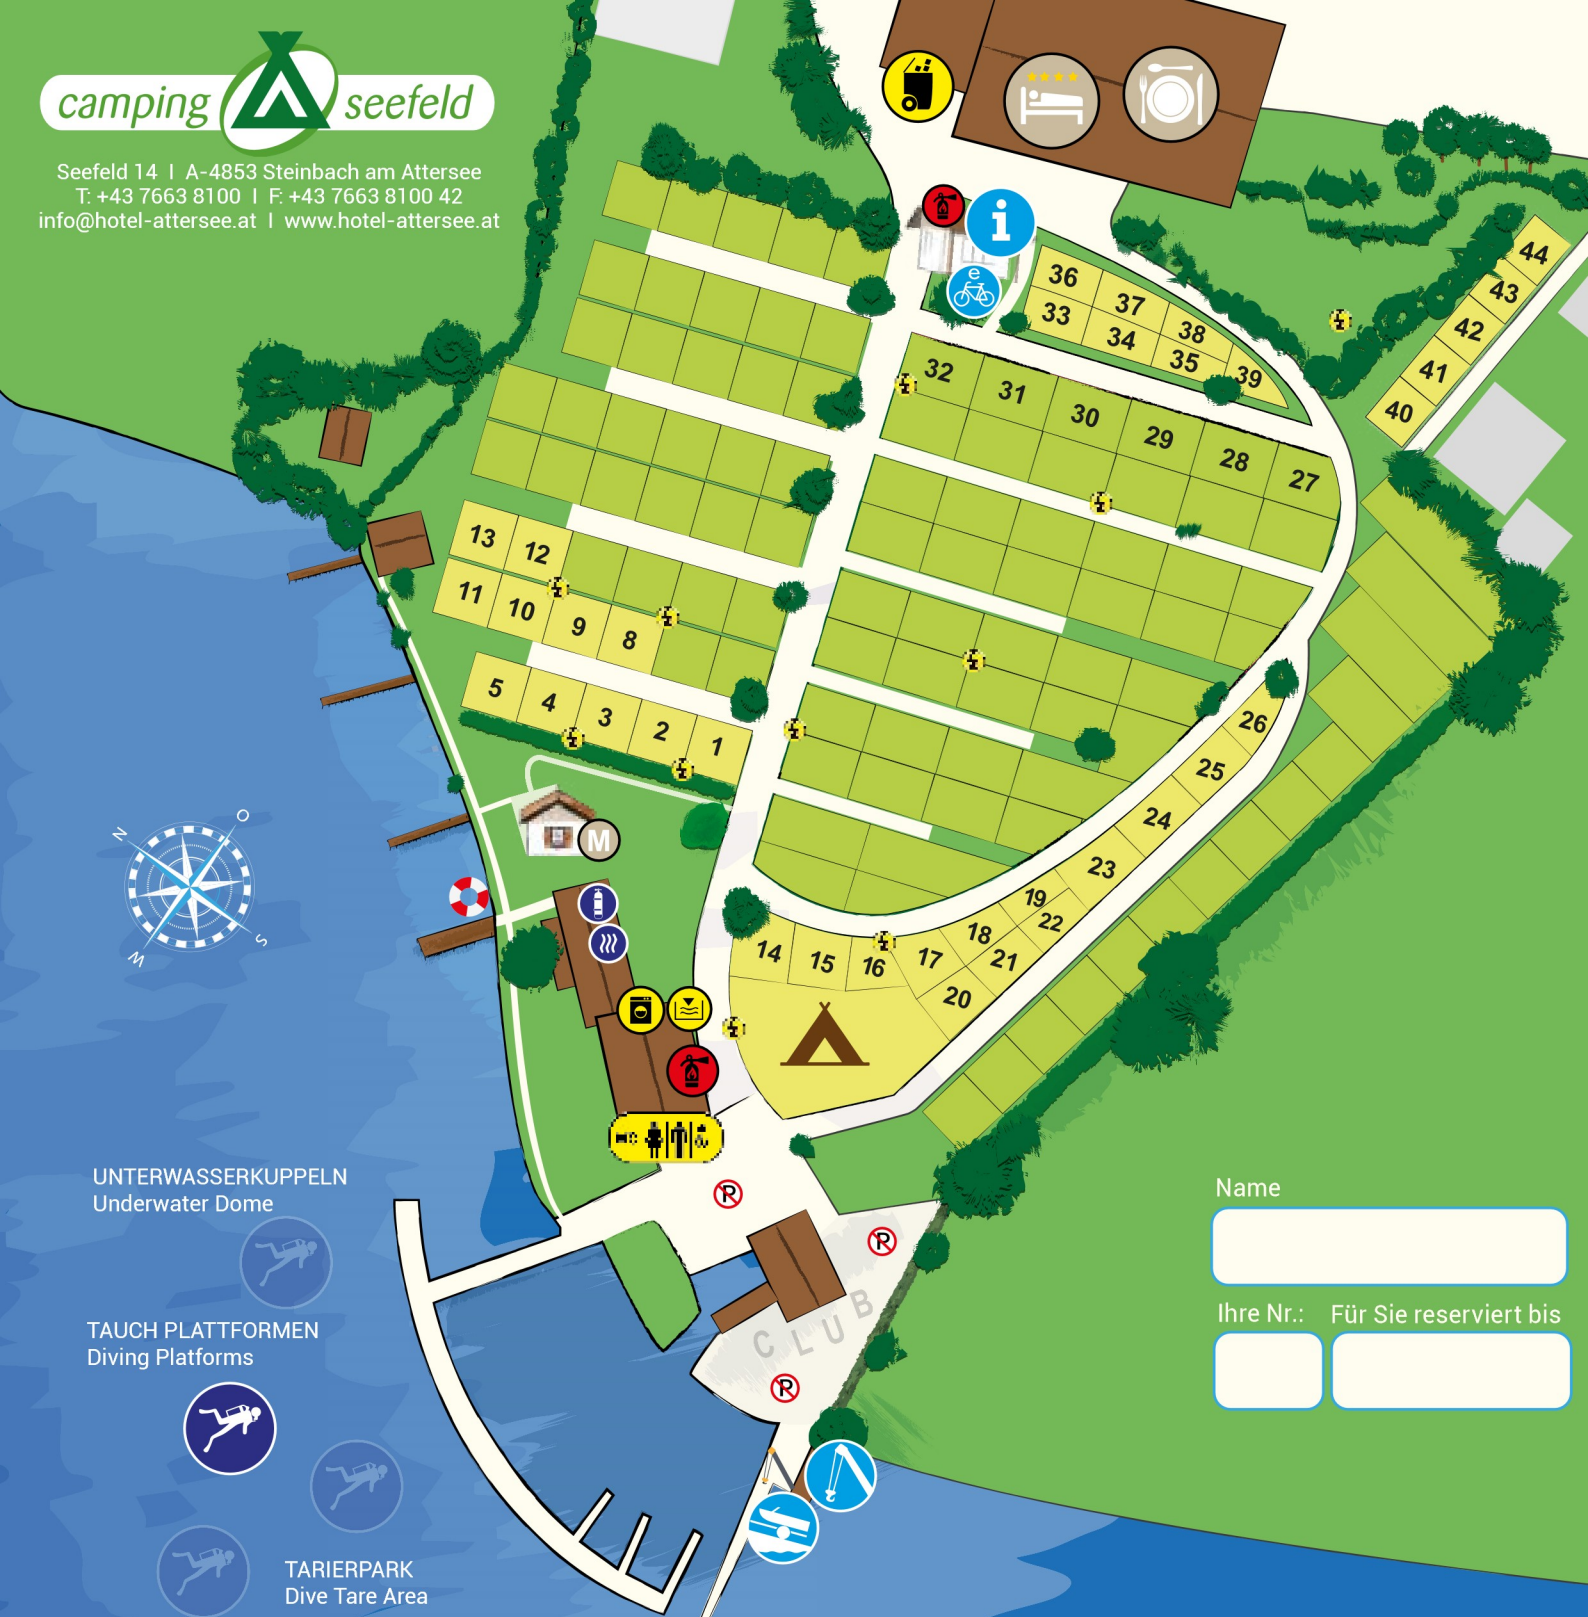 camping seefeld
Seefeld 14 I A-4853 Steinbach am Attersee
T: +43 7663 8100 I F: +43 7663 8100 42
info@hotel-attersee.at I www.hotel-attersee.at
i
e
44
43
42
41
40
36
37
38
33
34
35
39
32
31
30
29
28
27
13
12
11
10
9
8
5
4
3
2
1
26
25
24
23
19
22
18
21
14
15
16
17
20
M
N
O
S
W
UNTERWASSERKUPPELN
Underwater Dome
TAUCH PLATTFORMEN
Diving Platforms
TARIERPARK
Dive Tare Area
P
P
P
CLUB
Name
Ihre Nr.:
Für Sie reserviert bis